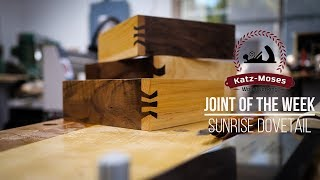 Katz-Moses
JOINT OF THE WEEK
SUNRISE DOVETAIL